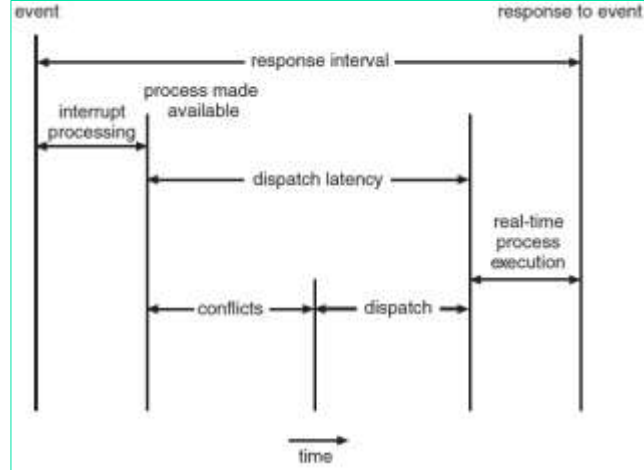 event
response to event
response interval
process made
available
interrupt
processing
dispatch latency
real-time
process
execution
conflicts
dispatch
time